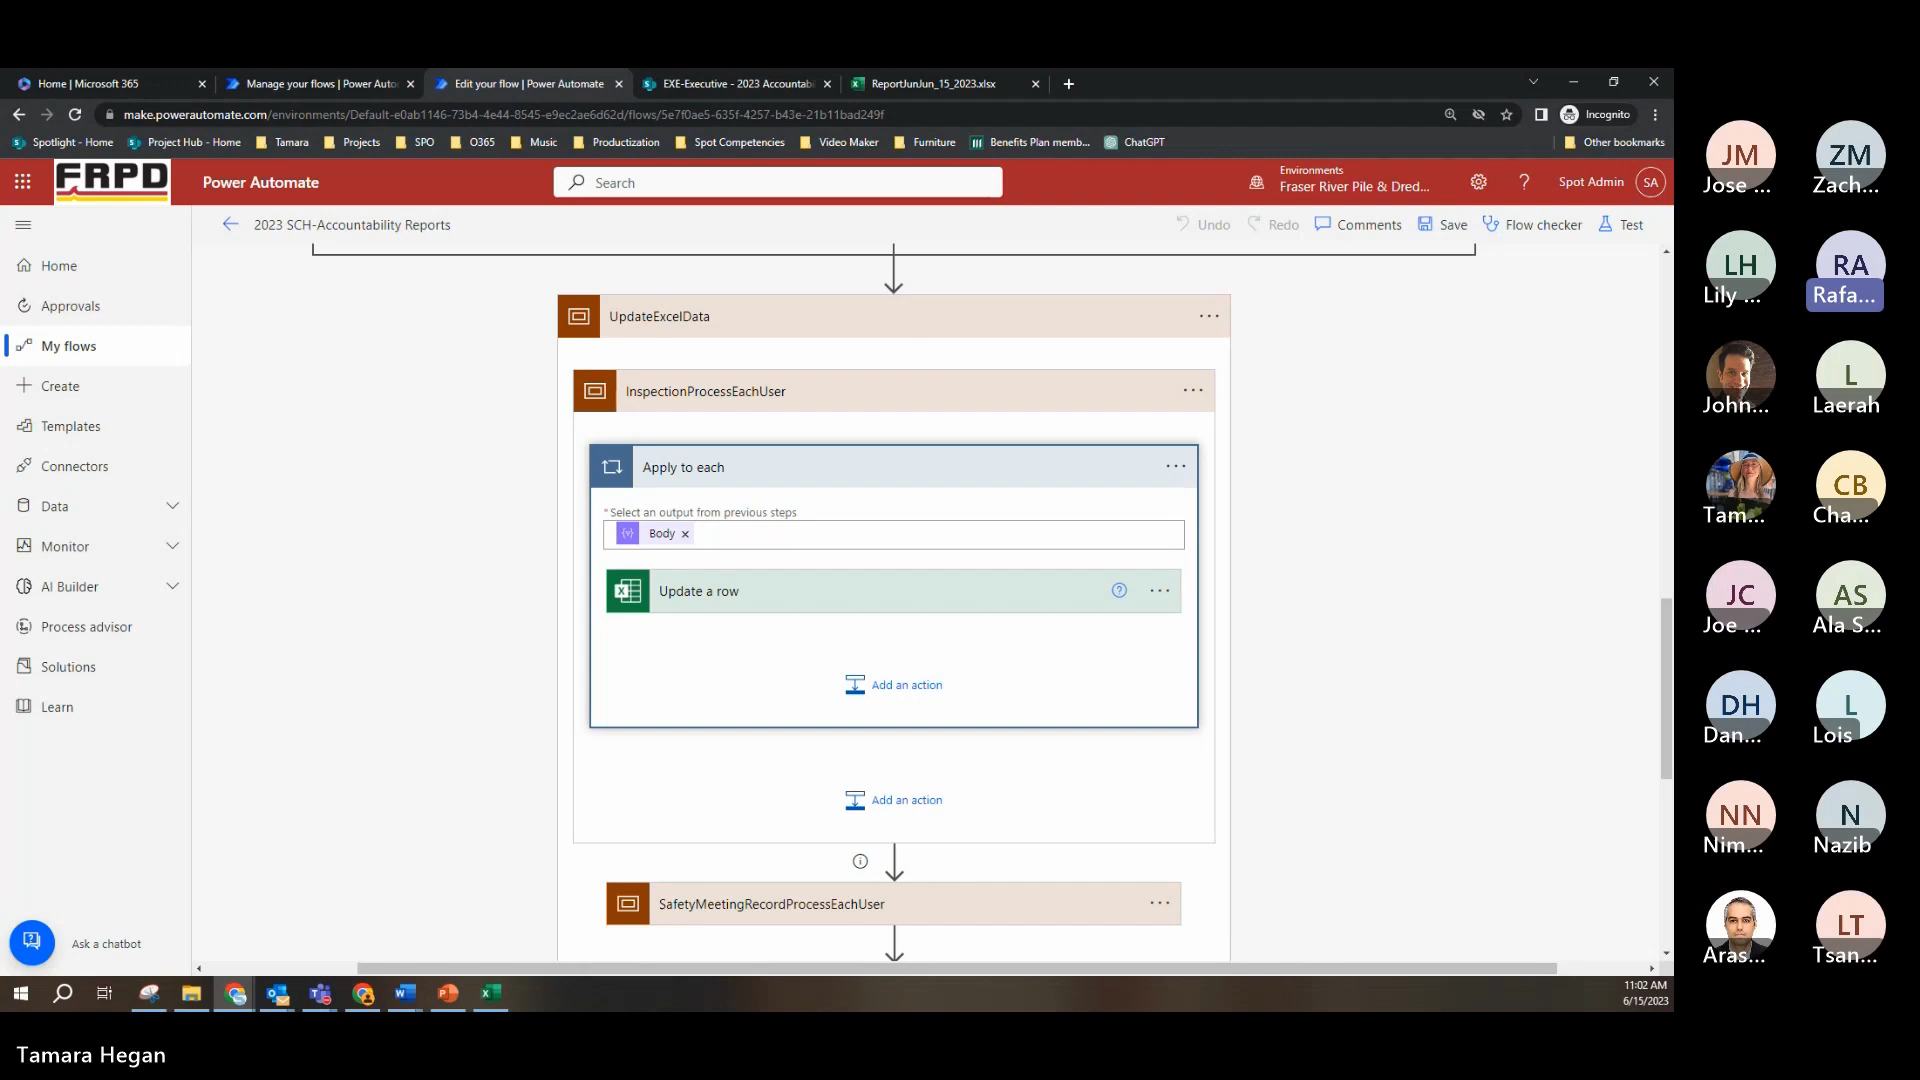 Home | Microsoft 365
Manage your flows | Power Auto
Edit your flow | Power Automate
EXE-Executive - 2023 Accountabi
ReportJunJun_15_2023.xlsx
make.powerautomate.com/environments/Default-e0ab1146-73b4-4e44-8545-e9ec2ae6d62d/flows/5e7f0ae5-635f-4257-b43e-21b11bad249f
Incognito
Spotlight - Home
Project Hub - Home
Tamara
Projects
SPO
O365
Music
Productization
Spot Competencies
Video Maker
Furniture
Benefits Plan memb...
ChatGPT
Other bookmarks
FRPD
Power Automate
Search
Environments
Fraser River Pile & Dred...
Spot Admin
SA
2023 SCH-Accountability Reports
Undo
Redo
Comments
Save
Flow checker
Test
Home
Approvals
My flows
Create
Templates
Connectors
Data
Monitor
AI Builder
Process advisor
Solutions
Learn
Ask a chatbot
UpdateExcelData
InspectionProcessEachUser
Apply to each
* Select an output from previous steps
Body
Update a row
Add an action
Add an action
SafetyMeetingRecordProcessEachUser
11:02 AM
6/15/2023
JM
Jose ...
ZM
Zach...
LH
Lily ...
RA
Rafa...
John...
L
Laerah
Tam...
CB
Cha...
JC
Joe ...
AS
Ala S...
DH
Dan...
L
Lois
NN
Nim...
N
Nazib
Aras...
LT
Tsan...
Tamara Hegan